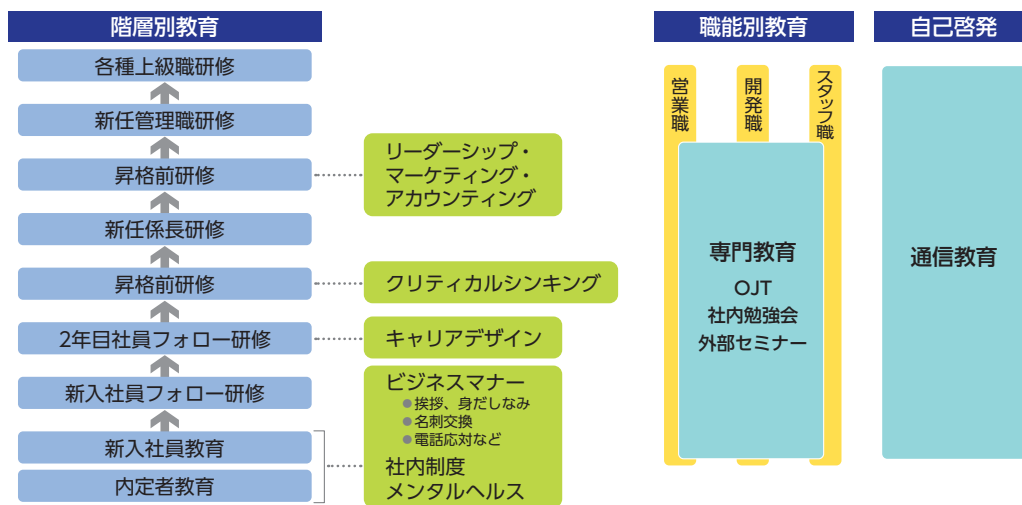 階層別教育
各種上級職研修
新任管理職研修
昇格前研修
新任係長研修
昇格前研修
2年目社員フォロー研修
新入社員フォロー研修
新入社員教育
内定者教育
リーダーシップ・
マーケティング・
アカウンティング
クリティカルシンキング
キャリアデザイン
ビジネスマナー
●挨拶、身だしなみ
●名刺交換
●電話応対など
社内制度
メンタルヘルス
職能別教育
営業職
開発職
スタッフ職
専門教育
OJT
社内勉強会
外部セミナー
自己啓発
通信教育